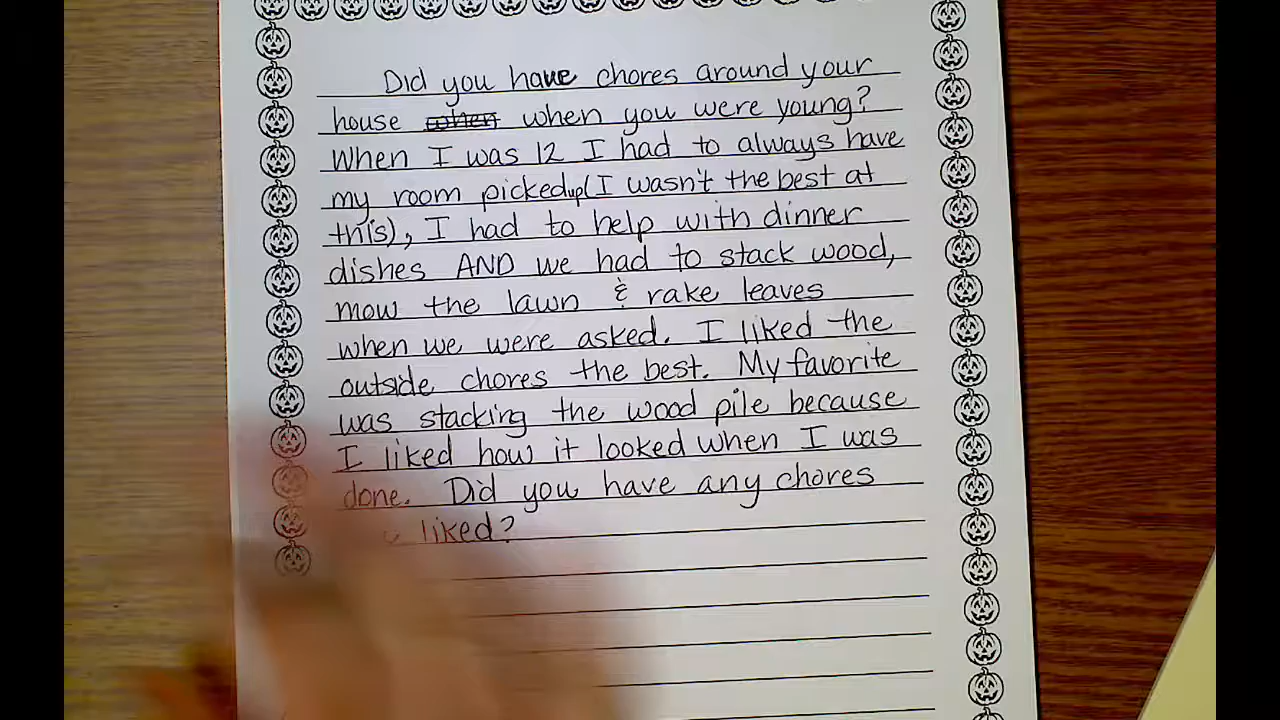 Did you have chores around your
house when when you were young?
When I was 12 I had to always have
my room pickedup(I wasn't the best at
this), I had to help with dinner
dishes AND we had to stack wood,
mow the lawn & rake leaves
when we were asked. I liked the
outside chores the best. My favorite
was stacking the wood pile because
I liked how it looked when I was
done. Did you have any chores
liked?